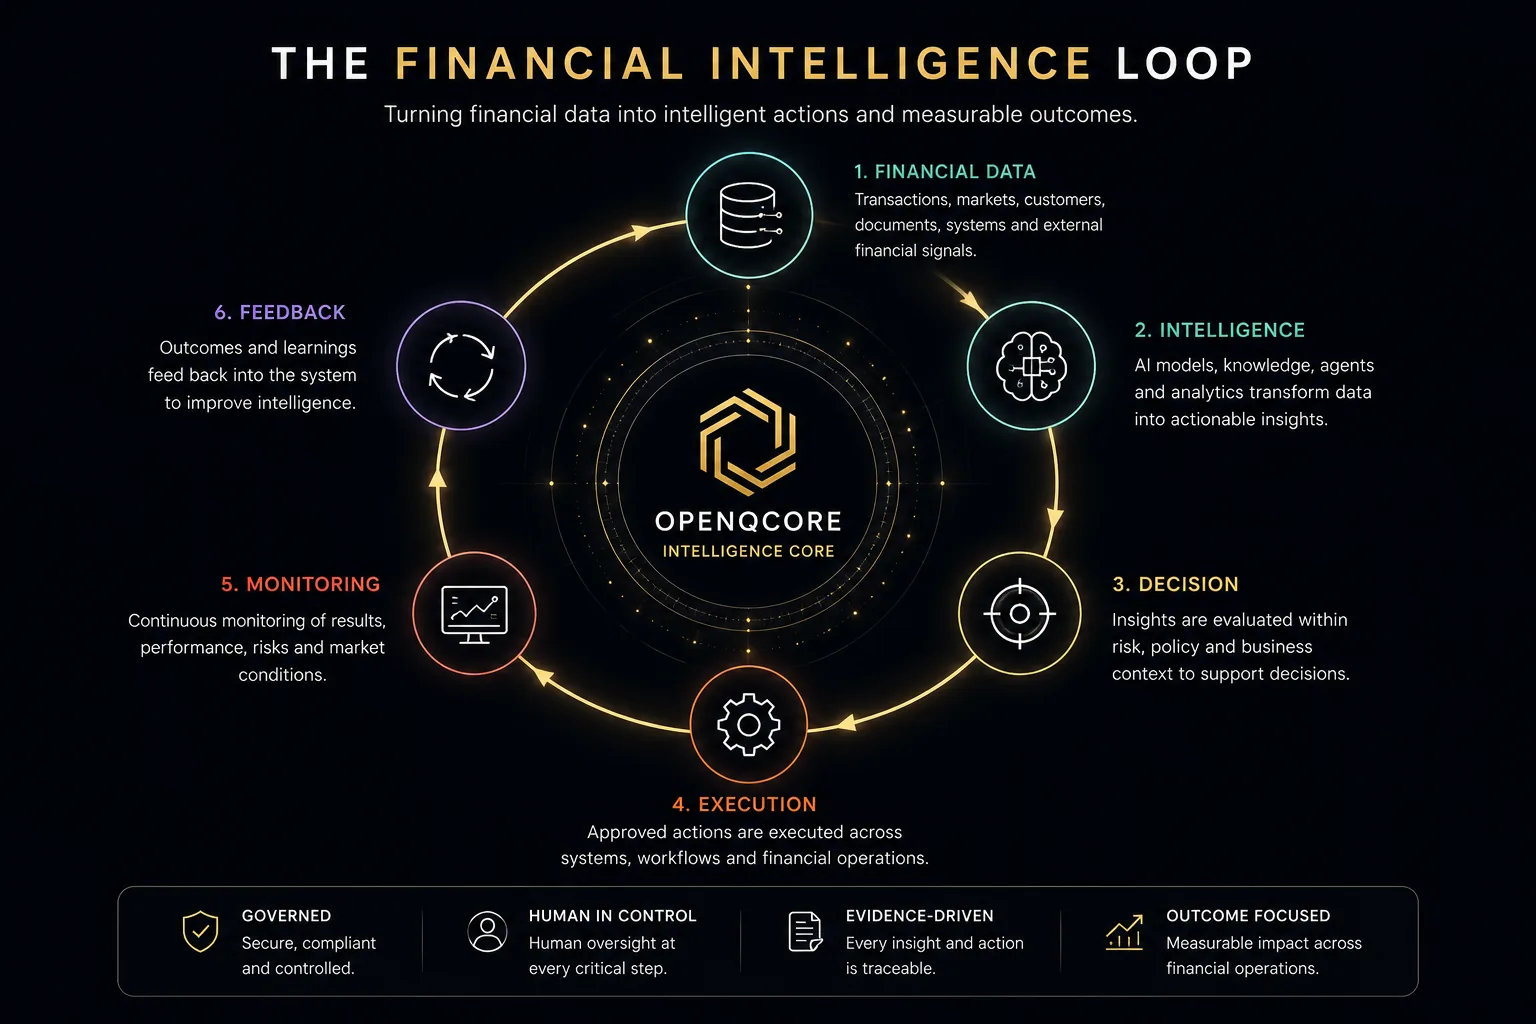 THE FINANCIAL INTELLIGENCE LOOP
Turning financial data into intelligent actions and measurable outcomes.
1. FINANCIAL DATA
Transactions, markets, customers,
documents, systems and external
financial signals.
2. INTELLIGENCE
AI models, knowledge, agents
and analytics transform data
into actionable insights.
3. DECISION
Insights are evaluated within
risk, policy and business
context to support decisions.
4. EXECUTION
Approved actions are executed across
systems, workflows and financial operations.
5. MONITORING
Continuous monitoring of results,
performance, risks and market
conditions.
6. FEEDBACK
Outcomes and learnings
feed back into the system
to improve intelligence.
OPENQCORE
INTELLIGENCE CORE
GOVERNED
Secure, compliant
and controlled.
HUMAN IN CONTROL
Human oversight at
every critical step.
EVIDENCE-DRIVEN
Every insight and action
is traceable.
OUTCOME FOCUSED
Measurable impact across
financial operations.